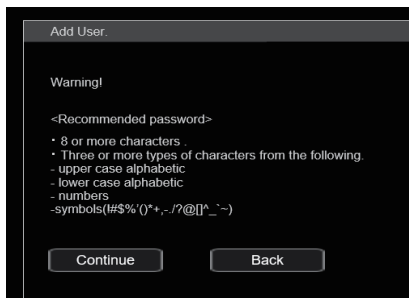 Add User.
Warning!
<Recommended password>
・8 or more characters .
・Three or more types of characters from the following.
- upper case alphabetic
- lower case alphabetic
- numbers
-symbols(!#$%'()*+,-./?@[]^_`~)
Continue
Back